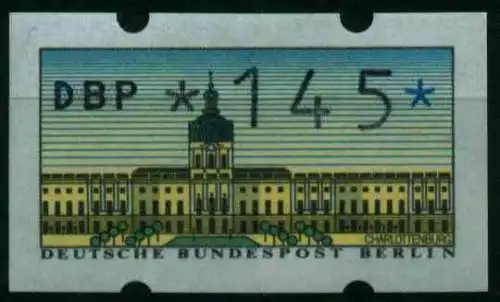 DBP *145*
CHARLOTTENBURG
DEUTSCHE BUNDESPOST BERLIN